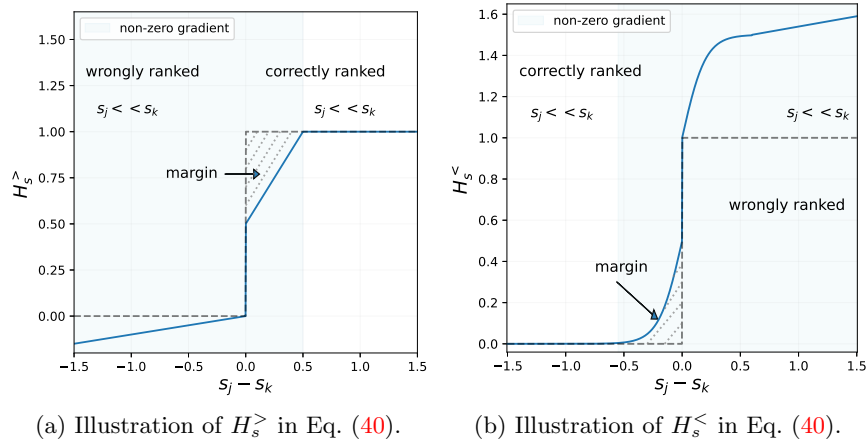 non-zero gradient
wrongly ranked
correctly ranked
s_j << s_k
s_j << s_k
margin
H_s^>
1.50
1.25
1.00
0.75
0.50
0.25
0.00
−1.5 −1.0 −0.5 0.0 0.5 1.0 1.5
s_j − s_k
(a) Illustration of H_s^> in Eq. (40).
non-zero gradient
correctly ranked
s_j << s_k
s_j << s_k
wrongly ranked
margin
H_s^<
1.6
1.4
1.2
1.0
0.8
0.6
0.4
0.2
0.0
−1.5 −1.0 −0.5 0.0 0.5 1.0 1.5
s_j − s_k
(b) Illustration of H_s^< in Eq. (40).